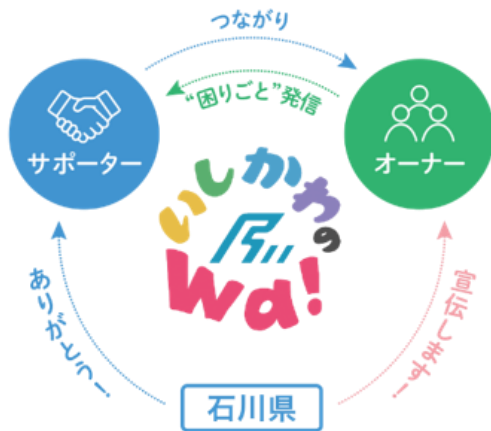 つながり
“困りごと”発信
サポーター
オーナー
いしかわの
Wa!
ありがとう!
宣伝します!
石川県